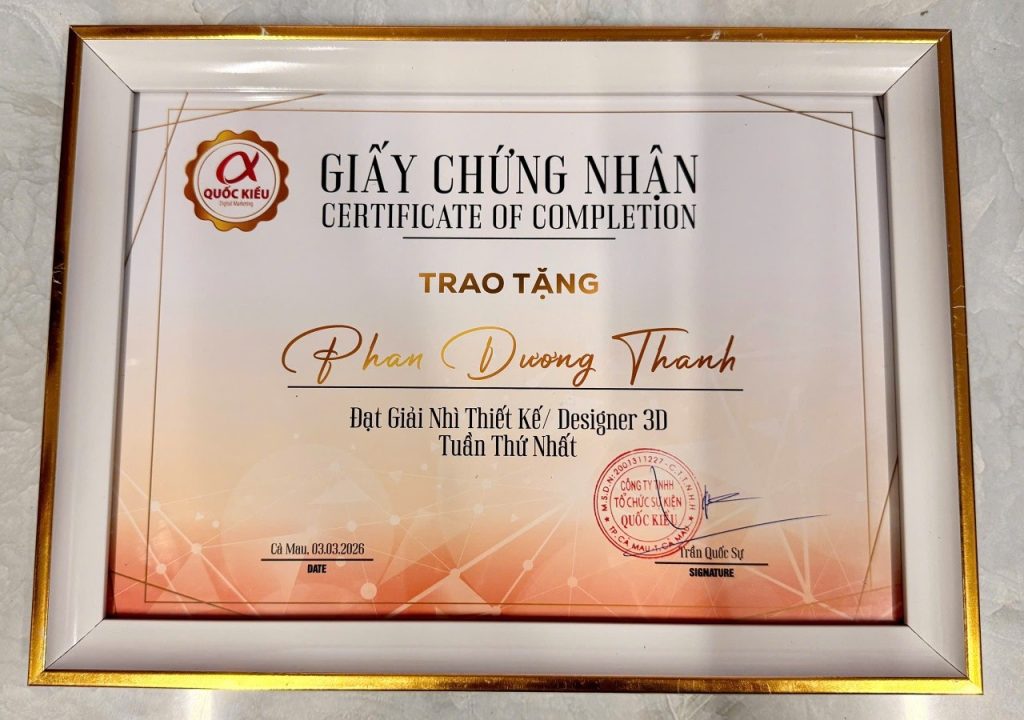 QUỐC KIỀU
Digital Marketing
GIẤY CHỨNG NHẬN
CERTIFICATE OF COMPLETION
TRAO TẶNG
Phan Dương Thanh
Đạt Giải Nhì Thiết Kế/ Designer 3D
Tuần Thứ Nhất
M.S.D.N:2001311227-C.T.T.N.H.H
CÔNG TY TNHH
TỔ CHỨC SỰ KIỆN
QUỐC KIỀU
Cà Mau, 03.03.2026
DATE
Trần Quốc Sự
SIGNATURE